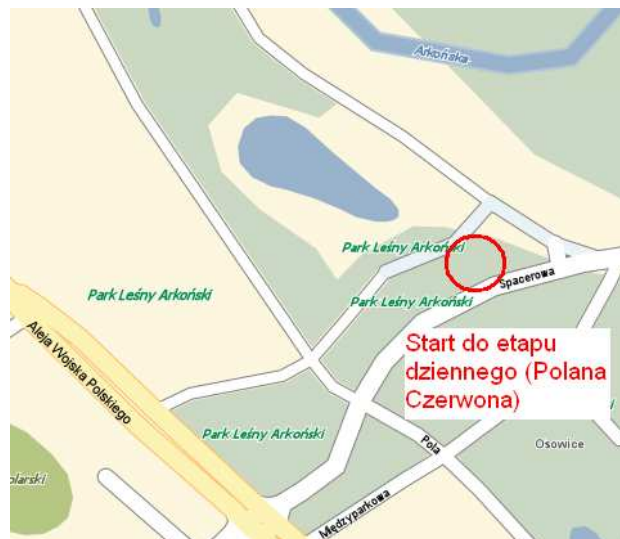 Arkońska
Park Leśny Arkoński
Spacerowa
Park Leśny Arkoński
Park Leśny Arkoński
Start do etapu
dziennego (Polana
Czerwona)
Aleja Wojska Polskiego
Park Leśny Arkoński
Pola
Osowice
olarski
Międzyparkowa